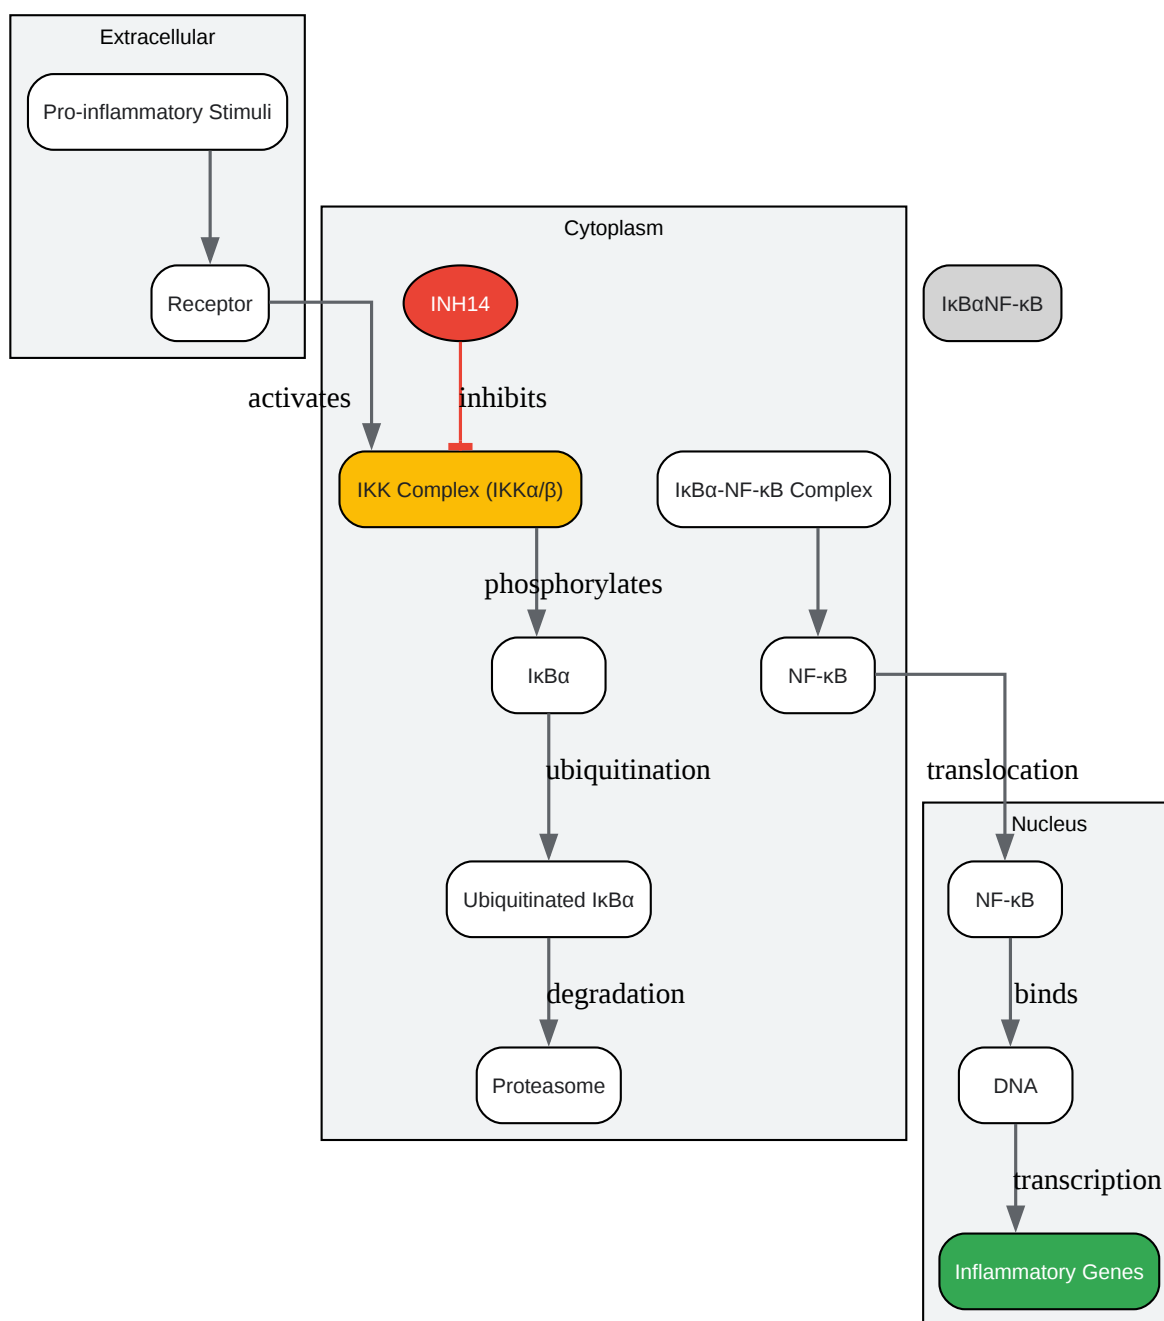 Extracellular
Pro-inflammatory Stimuli
Receptor
activates
Cytoplasm
INH14
inhibits
IKK Complex (IKKα/β)
phosphorylates
IκBα
ubiquitination
Ubiquitinated IκBα
degradation
Proteasome
IκBα-NF-κB Complex
NF-κB
translocation
IκBαNF-κB
Nucleus
NF-κB
binds
DNA
transcription
Inflammatory Genes